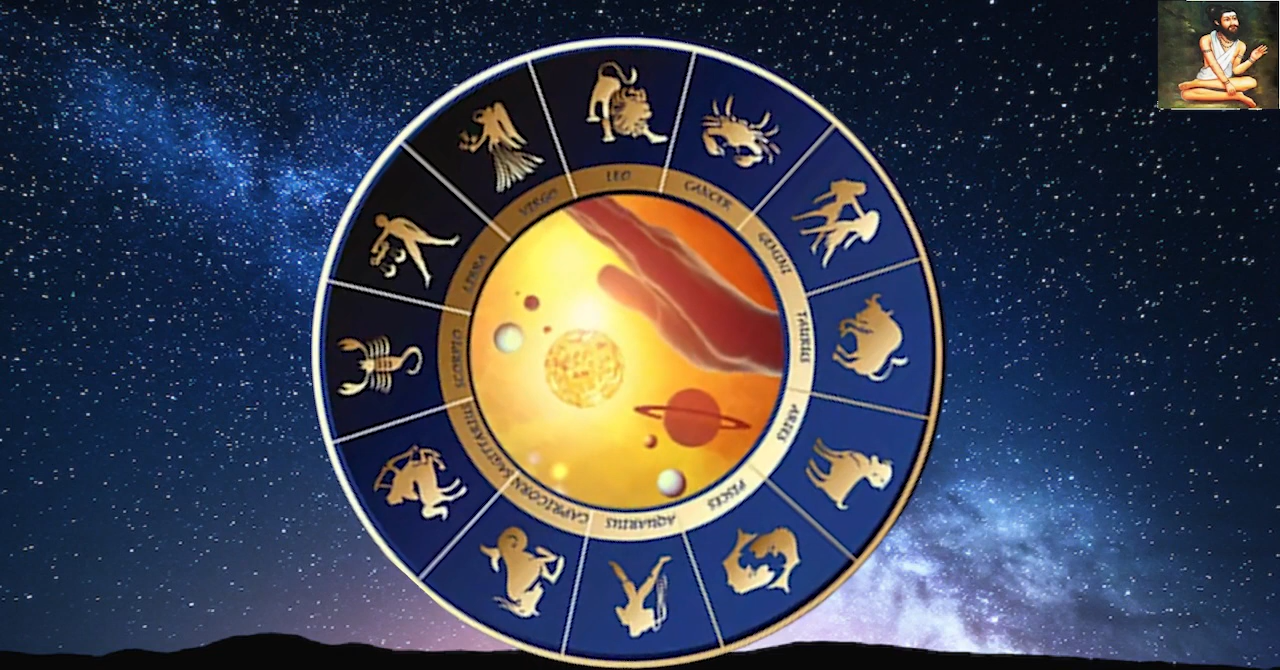 LEO
CANCER
GEMINI
TAURUS
ARIES
PISCES
AQUARIUS
CAPRICORN
SAGITTARIUS
SCORPIO
LIBRA
VIRGO